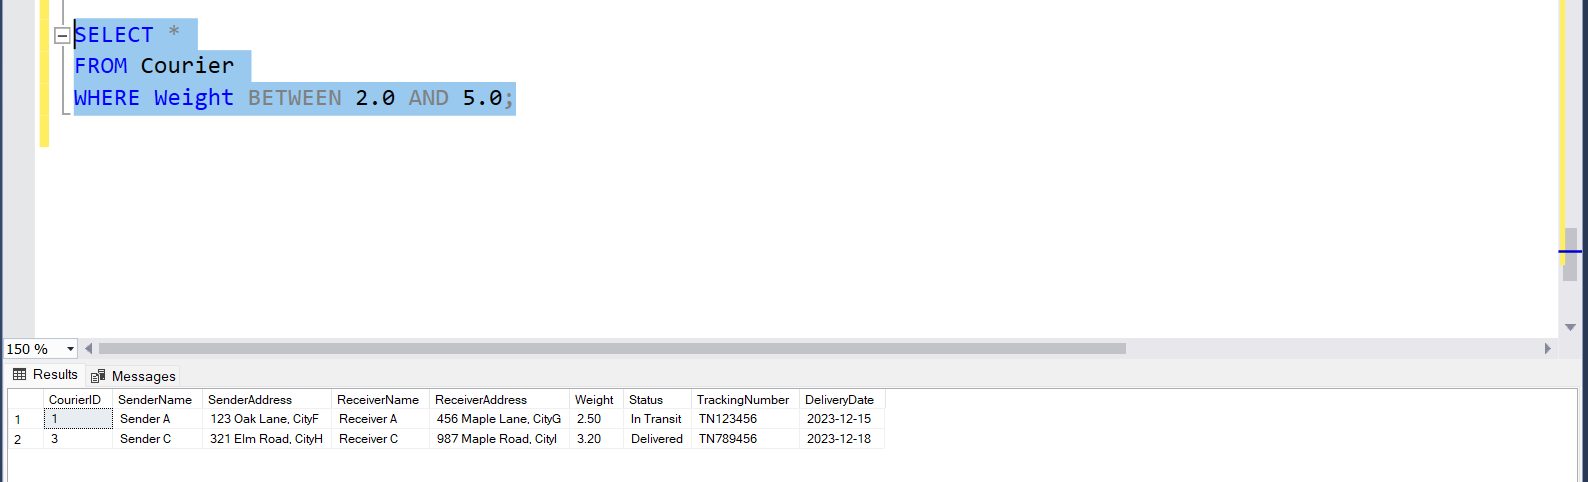 SELECT *
FROM Courier
WHERE Weight BETWEEN 2.0 AND 5.0;
150 %
Results Messages
CourierID SenderName SenderAddress ReceiverName ReceiverAddress Weight Status TrackingNumber DeliveryDate
1 1 Sender A 123 Oak Lane, CityF Receiver A 456 Maple Lane, CityG 2.50 In Transit TN123456 2023-12-15
2 3 Sender C 321 Elm Road, CityH Receiver C 987 Maple Road, CityI 3.20 Delivered TN789456 2023-12-18